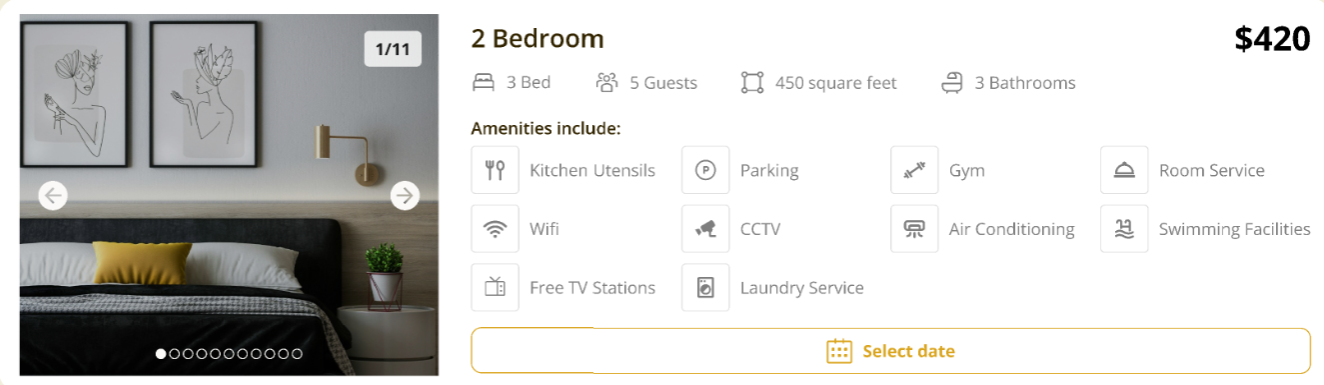 1/11
2 Bedroom
$420
3 Bed
5 Guests
450 square feet
3 Bathrooms
Amenities include:
Kitchen Utensils
P
Parking
Gym
Room Service
Wifi
CCTV
Air Conditioning
Swimming Facilities
Free TV Stations
Laundry Service
Select date